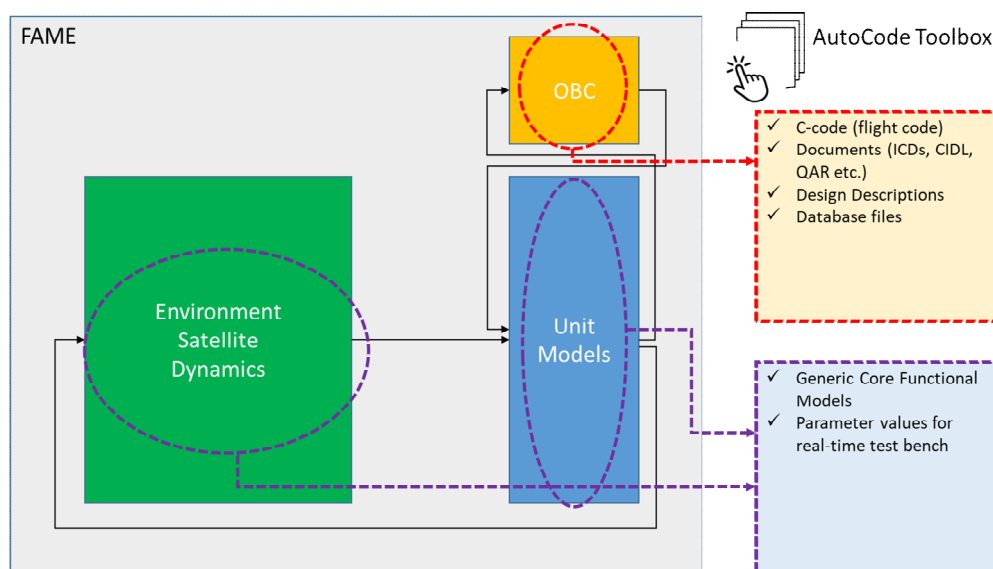 FAME
AutoCode Toolbox
OBC
✓ C-code (flight code)
✓ Documents (ICDs, CIDL,
QAR etc.)
✓ Design Descriptions
✓ Database files
Environment
Satellite
Dynamics
Unit
Models
✓ Generic Core Functional
Models
✓ Parameter values for
real-time test bench